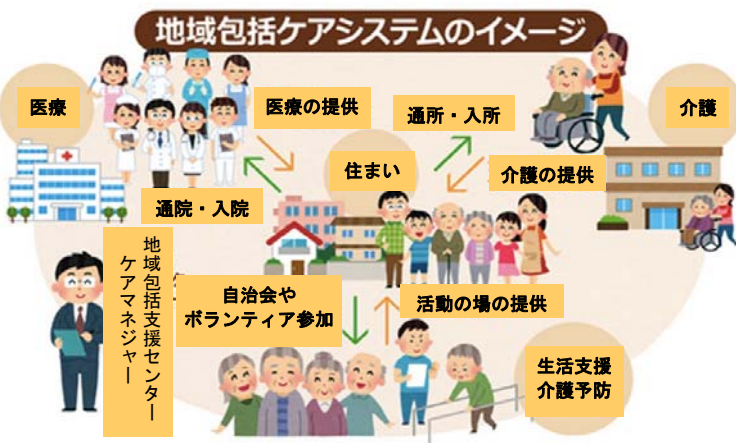 地域包括ケアシステムのイメージ
医療
医療の提供
通所・入所
介護
住まい
介護の提供
通院・入院
地域包括支援センター
ケアマネジャー
自治会や
ボランティア参加
活動の場の提供
生活支援
介護予防